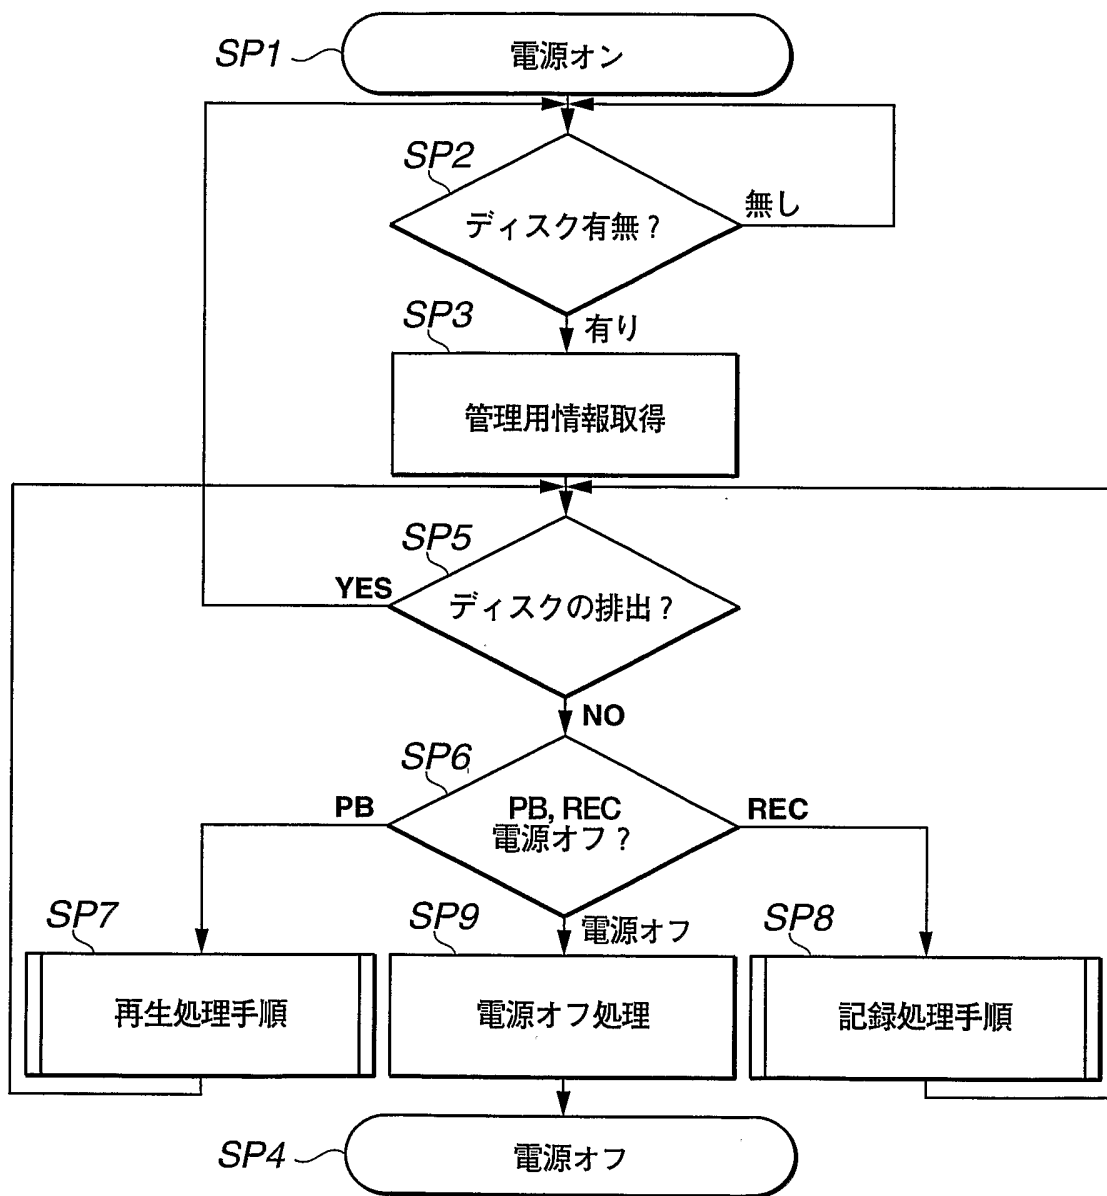 SP1
電源オン
SP2
ディスク有無?
無し
有り
SP3
管理用情報取得
SP5
YES
ディスクの排出?
NO
SP6
PB
PB, REC
電源オフ?
REC
SP7
再生処理手順
SP9
電源オフ
電源オフ処理
SP8
記録処理手順
SP4
電源オフ